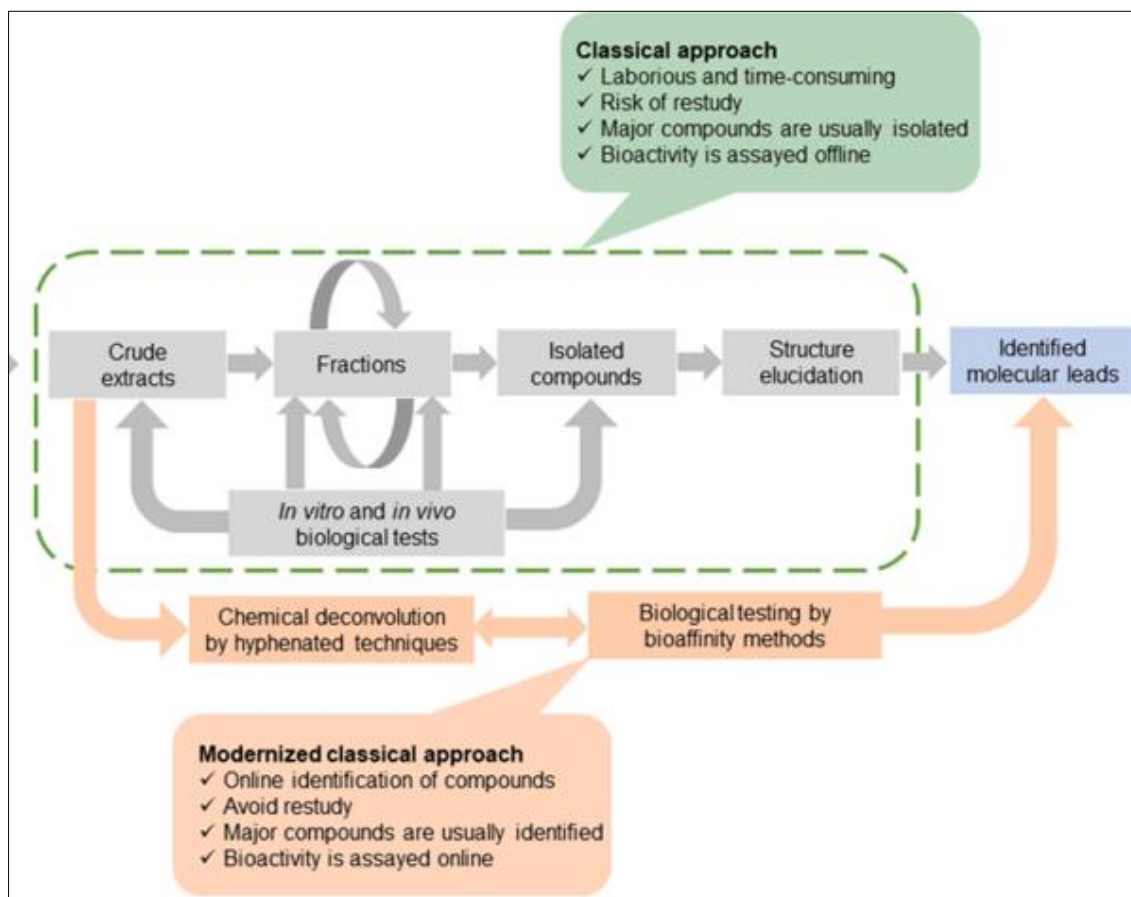 Classical approach
✓ Laborious and time-consuming
✓ Risk of restudy
✓ Major compounds are usually isolated
✓ Bioactivity is assayed offline
Crude
extracts
Fractions
Isolated
compounds
Structure
elucidation
Identified
molecular leads
In vitro and in vivo
biological tests
Chemical deconvolution
by hyphenated techniques
Biological testing by
bioaffinity methods
Modernized classical approach
✓ Online identification of compounds
✓ Avoid restudy
✓ Major compounds are usually identified
✓ Bioactivity is assayed online